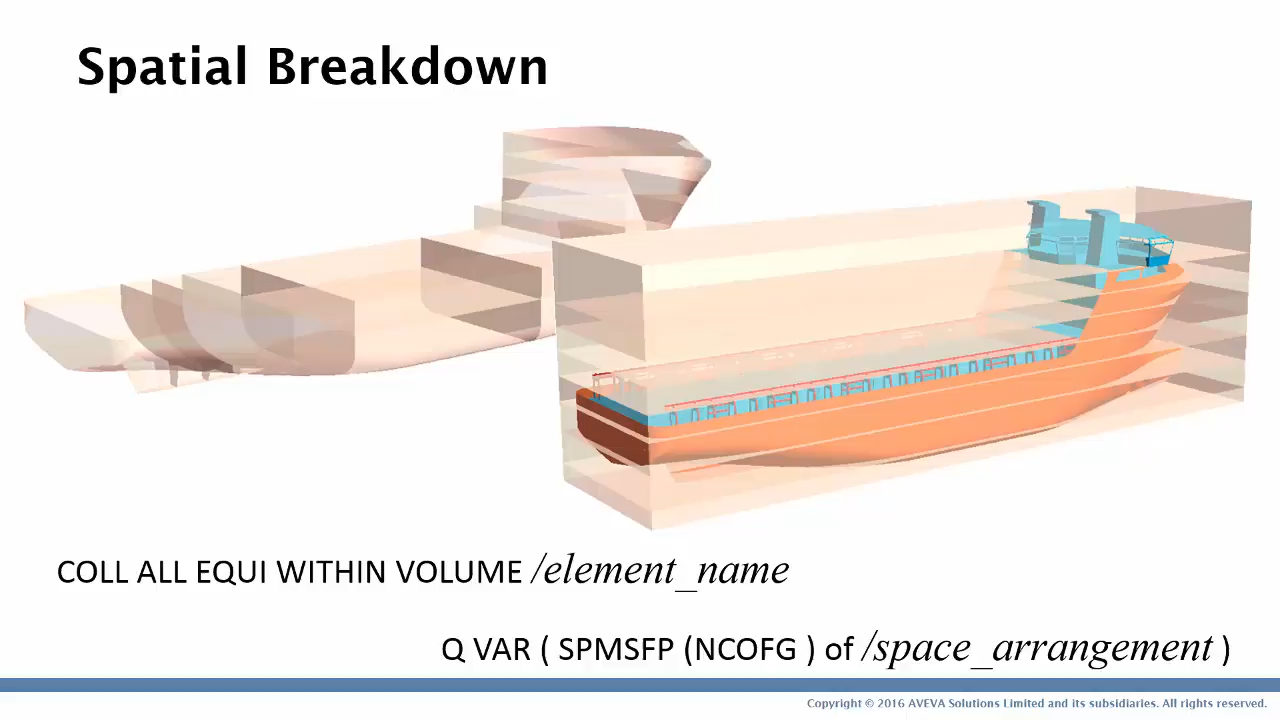 Spatial Breakdown
COLL ALL EQUI WITHIN VOLUME /element_name
Q VAR ( SPMSFP (NCOFG ) of /space_arrangement )
Copyright © 2016 AVEVA Solutions Limited and its subsidiaries. All rights reserved.